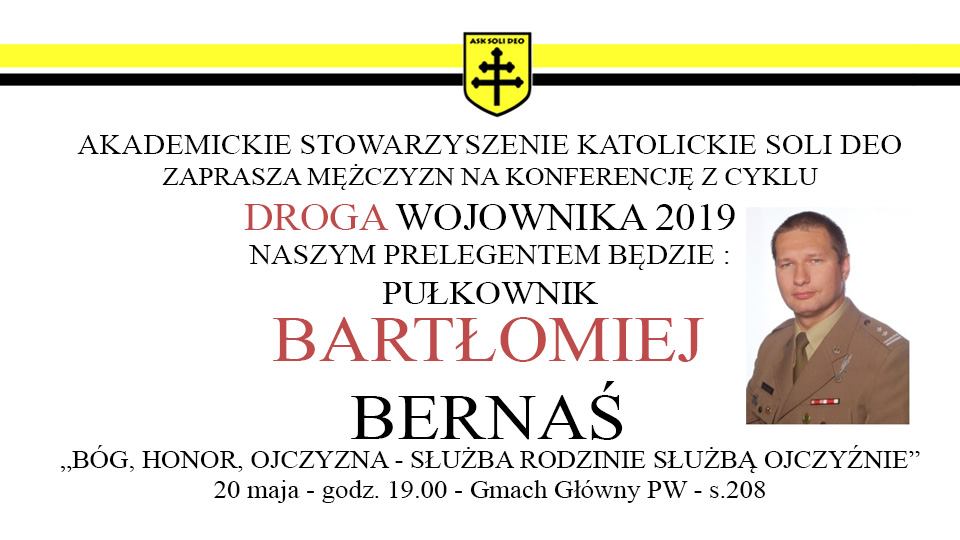 ASK SOLI DEO
AKADEMICKIE STOWARZYSZENIE KATOLICKIE SOLI DEO
ZAPRASZA MĘŻCZYZN NA KONFERENCJĘ Z CYKLU
DROGA WOJOWNIKA 2019
NASZYM PRELEGENTEM BĘDZIE :
PUŁKOWNIK
BARTŁOMIEJ
BERNAŚ
„BÓG, HONOR, OJCZYZNA - SŁUŻBA RODZINIE SŁUŻBĄ OJCZYŹNIE”
20 maja - godz. 19.00 - Gmach Główny PW - s.208